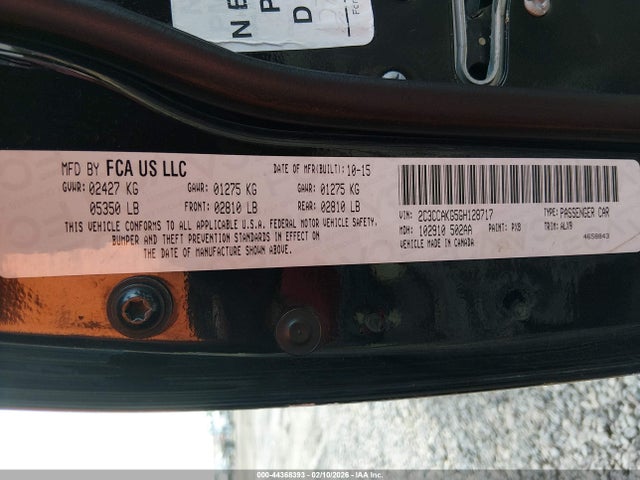 N E
P
D
MFD BY FCA US LLC DATE OF MFR(BUILT): 10-15
GVWR: 02427 KG GAWR: 01275 KG GAWR: 01275 KG
05350 LB FRONT: 02810 LB REAR: 02810 LB
THIS VEHICLE CONFORMS TO ALL APPLICABLE U.S.A. FEDERAL MOTOR VEHICLE SAFETY,
BUMPER AND THEFT PREVENTION STANDARDS IN EFFECT ON
THE DATE OF MANUFACTURE SHOWN ABOVE.
VIN: 2C3CCAKG5GH128717 TYPE: PASSENGER CAR
MDH: 102910 502AA PAINT: PX8 TRIM: ALX9
VEHICLE MADE IN CANADA 4658843
000-44368393 - 02/10/2026 - IAA Inc.